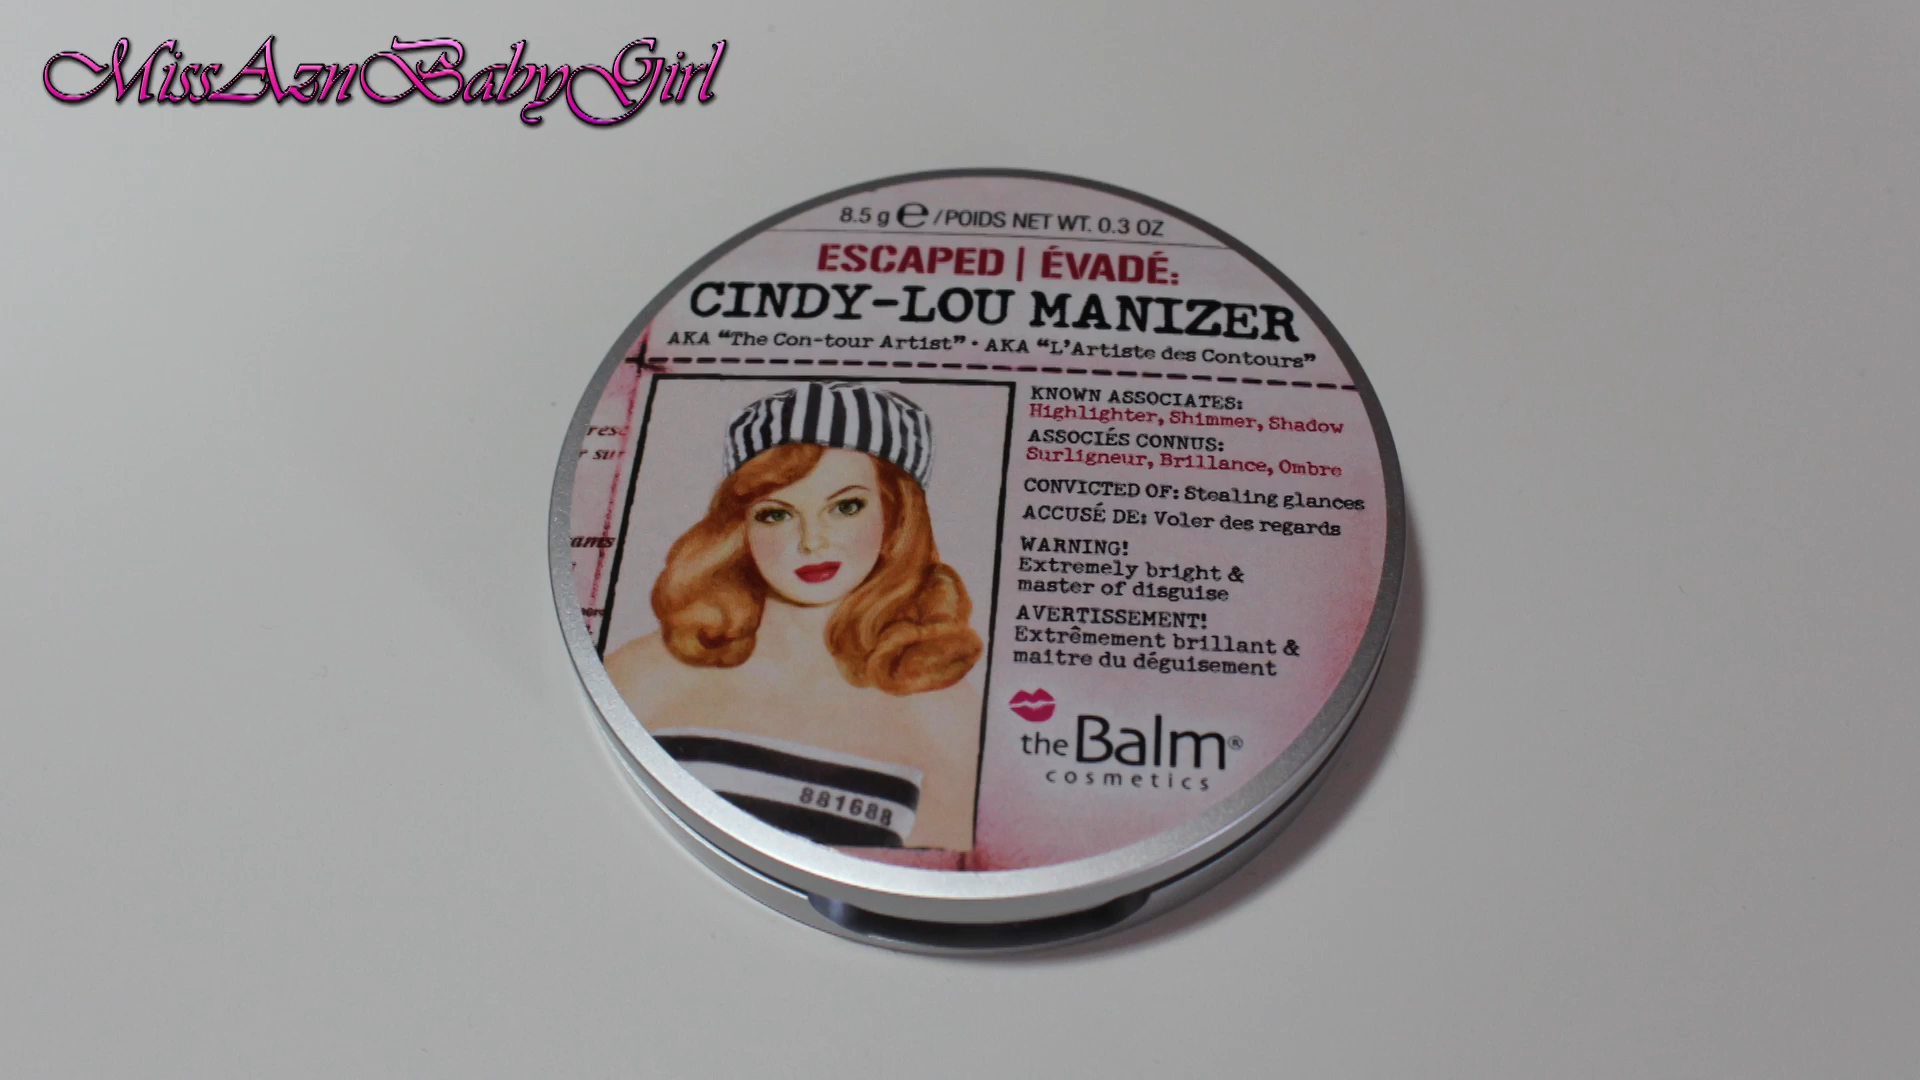 MissAznBabyGirl
8.5 g e / POIDS NET WT. 0.3 OZ
ESCAPED | ÉVADÉ:
CINDY-LOU MANIZER
AKA “The Con-tour Artist” • AKA “L'Artiste des Contours”
KNOWN ASSOCIATES:
Highlighter, Shimmer, Shadow
ASSOCIÉS CONNUS:
Surligneur, Brillance, Ombre
CONVICTED OF: Stealing glances
ACCUSÉ DE: Voler des regards
WARNING!
Extremely bright &
master of disguise
AVERTISSEMENT!
Extrêmement brillant &
maitre du déguisement
the Balm®
cosmetics
881688